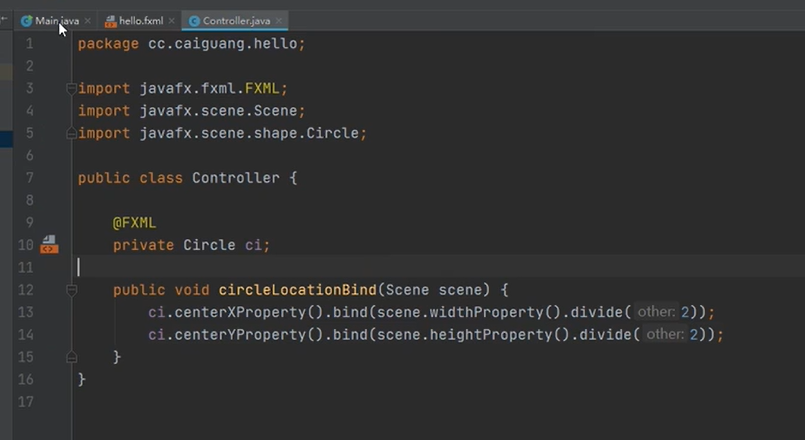 Main.java hello.fxml Controller.java
1 package cc.caiguang.hello;
2
3 import javafx.fxml.FXML;
4 import javafx.scene.Scene;
5 import javafx.scene.shape.Circle;
6
7 public class Controller {
8
9 @FXML
10 private Circle ci;
11
12 public void circleLocationBind(Scene scene) {
13 ci.centerXProperty().bind(scene.widthProperty().divide( other: 2));
14 ci.centerYProperty().bind(scene.heightProperty().divide( other: 2));
15 }
16 }
17